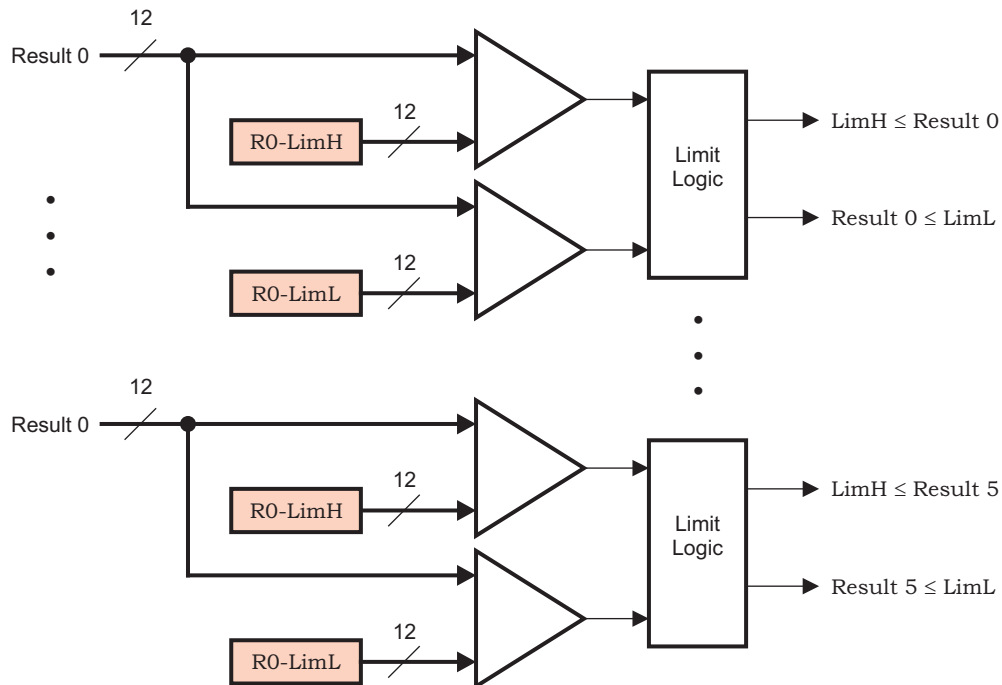 12
Result 0
12
R0-LimH
Limit
Logic
LimH ≤ Result 0
Result 0 ≤ LimL
12
R0-LimL
12
Result 0
12
R0-LimH
Limit
Logic
LimH ≤ Result 5
Result 5 ≤ LimL
12
R0-LimL